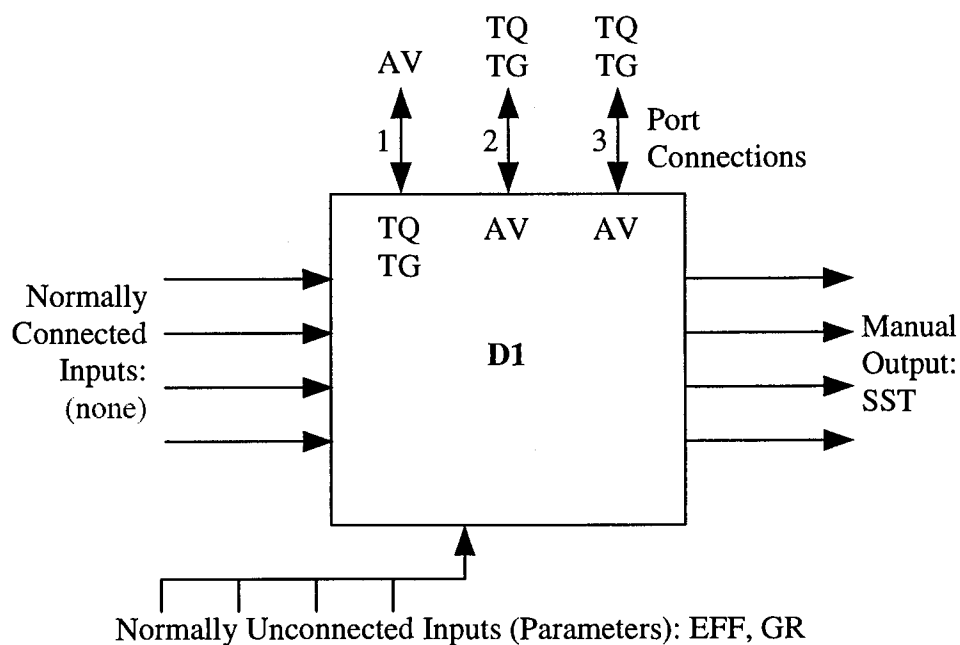 AV
TQ
TG
TQ
TG
1
2
3
Port
Connections
TQ
TG
AV
AV
Normally
Connected
Inputs:
(none)
D1
Manual
Output:
SST
Normally Unconnected Inputs (Parameters): EFF, GR